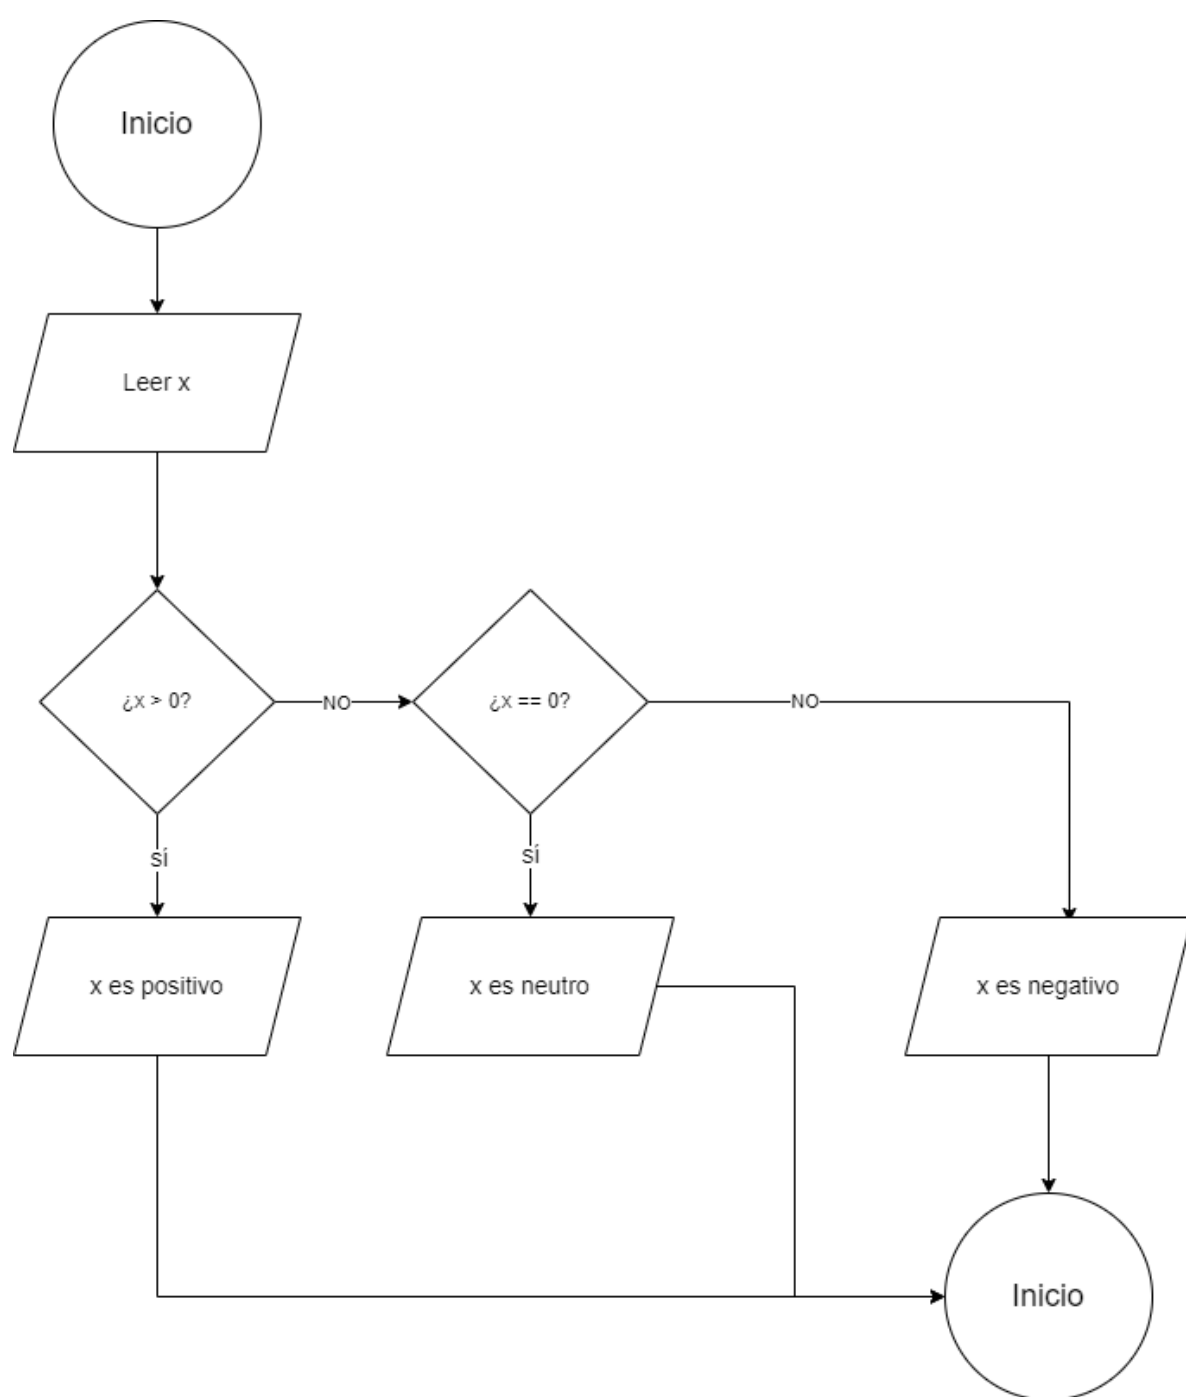 Inicio
Leer x
¿x > 0?
NO
¿x == 0?
NO
SÍ
SÍ
x es positivo
x es neutro
x es negativo
Inicio